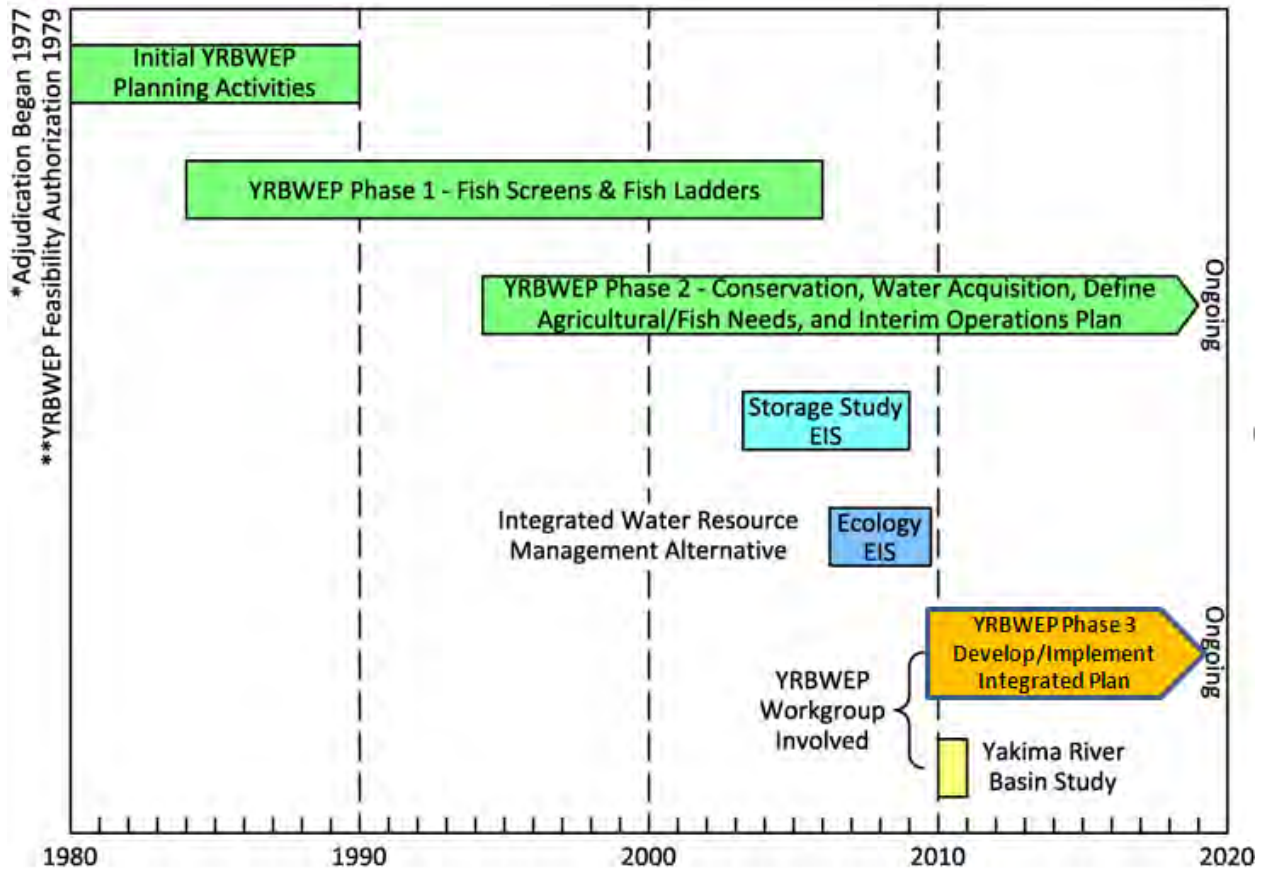 *Adjudication Began 1977
**YRBWEP Feasibility Authorization 1979
Initial YRBWEP
Planning Activities
YRBWEP Phase 1 - Fish Screens & Fish Ladders
YRBWEP Phase 2 - Conservation, Water Acquisition, Define
Agricultural/Fish Needs, and Interim Operations Plan
Ongoing
Storage Study
EIS
Integrated Water Resource
Management Alternative
Ecology
EIS
YRBWEP Phase 3
Develop/Implement
Integrated Plan
Ongoing
YRBWEP
Workgroup
Involved
Yakima River
Basin Study
1980 1990 2000 2010 2020